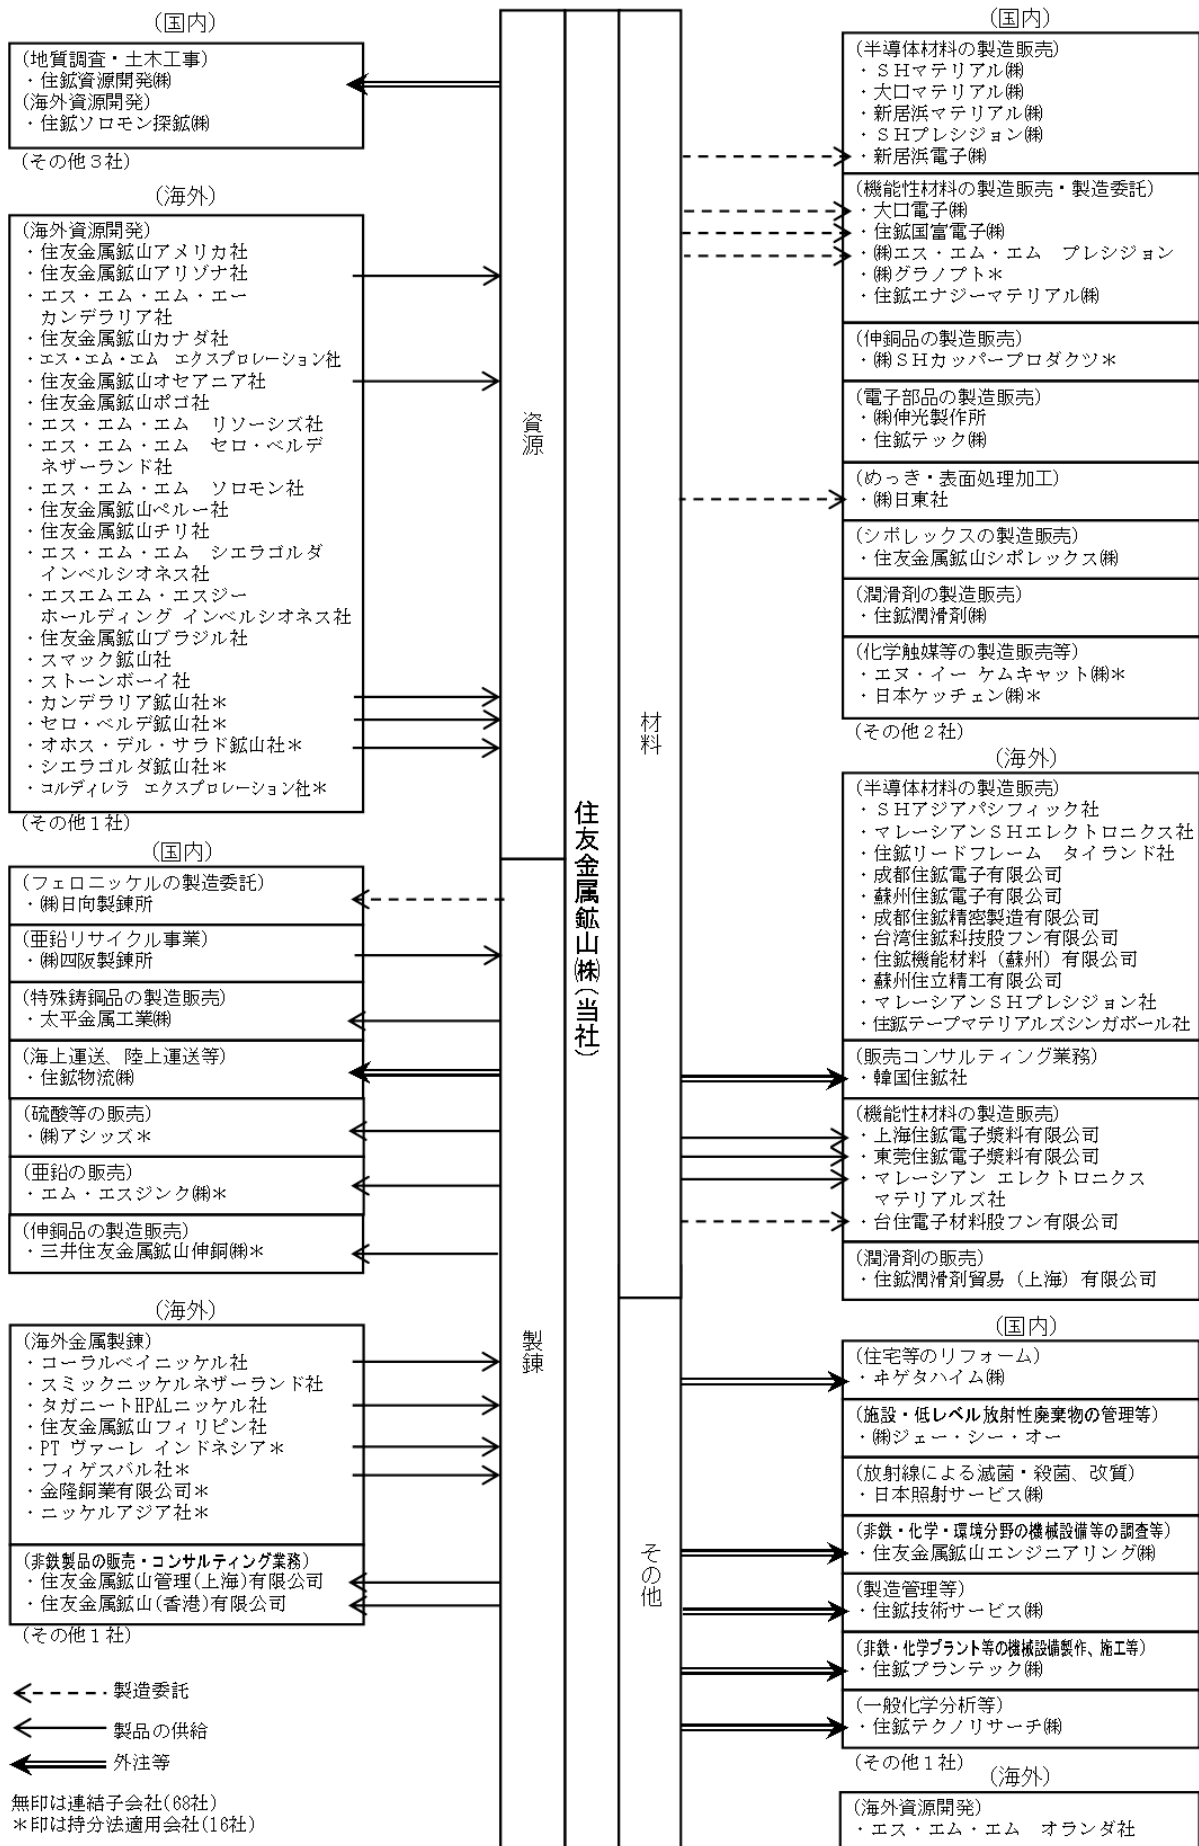 (国内)
(地質調査・土木工事)
・住鉱資源開発㈱
(海外資源開発)
・住鉱ソロモン探鉱㈱
(その他3社)
(海外)
(海外資源開発)
・住友金属鉱山アメリカ社
・住友金属鉱山アリゾナ社
・エス・エム・エム・エー
カンデラリア社
・住友金属鉱山カナダ社
・エス・エム・エム エクスプロレーション社
・住友金属鉱山オセアニア社
・住友金属鉱山ポゴ社
・エス・エム・エム リソーシズ社
・エス・エム・エム セロ・ベルデ
ネザーランド社
・エス・エム・エム ソロモン社
・住友金属鉱山ペルー社
・住友金属鉱山チリ社
・エス・エム・エム シエラゴルダ
インベルシオネス社
・エスエムエム・エスジー
ホールディング インベルシオネス社
・住友金属鉱山ブラジル社
・スマック鉱山社
・ストーンボーイ社
・カンデラリア鉱山社＊
・セロ・ベルデ鉱山社＊
・オホス・デル・サラド鉱山社＊
・シエラゴルダ鉱山社＊
・コルディレラ エクスプロレーション社＊
(その他1社)
(国内)
(フェロニッケルの製造委託)
・㈱日向製錬所
(亜鉛リサイクル事業)
・㈱四阪製錬所
(特殊鋳鋼品の製造販売)
・太平金属工業㈱
(海上運送、陸上運送等)
・住鉱物流㈱
(硫酸等の販売)
・㈱アシッズ＊
(亜鉛の販売)
・エム・エスジンク㈱＊
(伸銅品の製造販売)
・三井住友金属鉱山伸銅㈱＊
(海外)
(海外金属製錬)
・コーラルベイニッケル社
・スミックニッケルネザーランド社
・タガニートHPALニッケル社
・住友金属鉱山フィリピン社
・PT ヴァーレ インドネシア＊
・フィゲスバル社＊
・金隆銅業有限公司＊
・ニッケルアジア社＊
(非鉄製品の販売・コンサルティング業務)
・住友金属鉱山管理(上海)有限公司
・住友金属鉱山(香港)有限公司
(その他1社)
製造委託
製品の供給
外注等
無印は連結子会社(68社)
＊印は持分法適用会社(16社)
資源
製錬
住友金属鉱山㈱(当社)
材料
その他
(国内)
(半導体材料の製造販売)
・ＳＨマテリアル㈱
・大口マテリアル㈱
・新居浜マテリアル㈱
・ＳＨプレシジョン㈱
・新居浜電子㈱
(機能性材料の製造販売・製造委託)
・大口電子㈱
・住鉱国富電子㈱
・㈱エス・エム・エム プレシジョン
・㈱グラノプト＊
・住鉱エナジーマテリアル㈱
(伸銅品の製造販売)
・㈱ＳＨカッパープロダクツ＊
(電子部品の製造販売)
・㈱伸光製作所
・住鉱テック㈱
(めっき・表面処理加工)
・㈱日東社
(シポレックスの製造販売)
・住友金属鉱山シポレックス㈱
(潤滑剤の製造販売)
・住鉱潤滑剤㈱
(化学触媒等の製造販売等)
・エヌ・イー ケムキャット㈱＊
・日本ケッチェン㈱＊
(その他2社)
(海外)
(半導体材料の製造販売)
・ＳＨアジアパシフィック社
・マレーシアンＳＨエレクトロニクス社
・住鉱リードフレーム タイランド社
・成都住鉱電子有限公司
・蘇州住鉱電子有限公司
・成都住鉱精密製造有限公司
・台湾住鉱科技股フン有限公司
・住鉱機能材料（蘇州）有限公司
・蘇州住立精工有限公司
・マレーシアンＳＨプレシジョン社
・住鉱テープマテリアルズシンガポール社
(販売コンサルティング業務)
・韓国住鉱社
(機能性材料の製造販売)
・上海住鉱電子漿料有限公司
・東莞住鉱電子漿料有限公司
・マレーシアン エレクトロニクス
マテリアルズ社
・台住電子材料股フン有限公司
(潤滑剤の販売)
・住鉱潤滑剤貿易（上海）有限公司
(国内)
(住宅等のリフォーム)
・ヰゲタハイム㈱
(施設・低レベル放射性廃棄物の管理等)
・㈱ジェー・シー・オー
(放射線による滅菌・殺菌、改質)
・日本照射サービス㈱
(非鉄・化学・環境分野の機械設備等の調査等)
・住友金属鉱山エンジニアリング㈱
(製造管理等)
・住鉱技術サービス㈱
(非鉄・化学プラント等の機械設備製作、施工等)
・住鉱プランテック㈱
(一般化学分析等)
・住鉱テクノリサーチ㈱
(その他1社)
(海外)
(海外資源開発)
・エス・エム・エム オランダ社